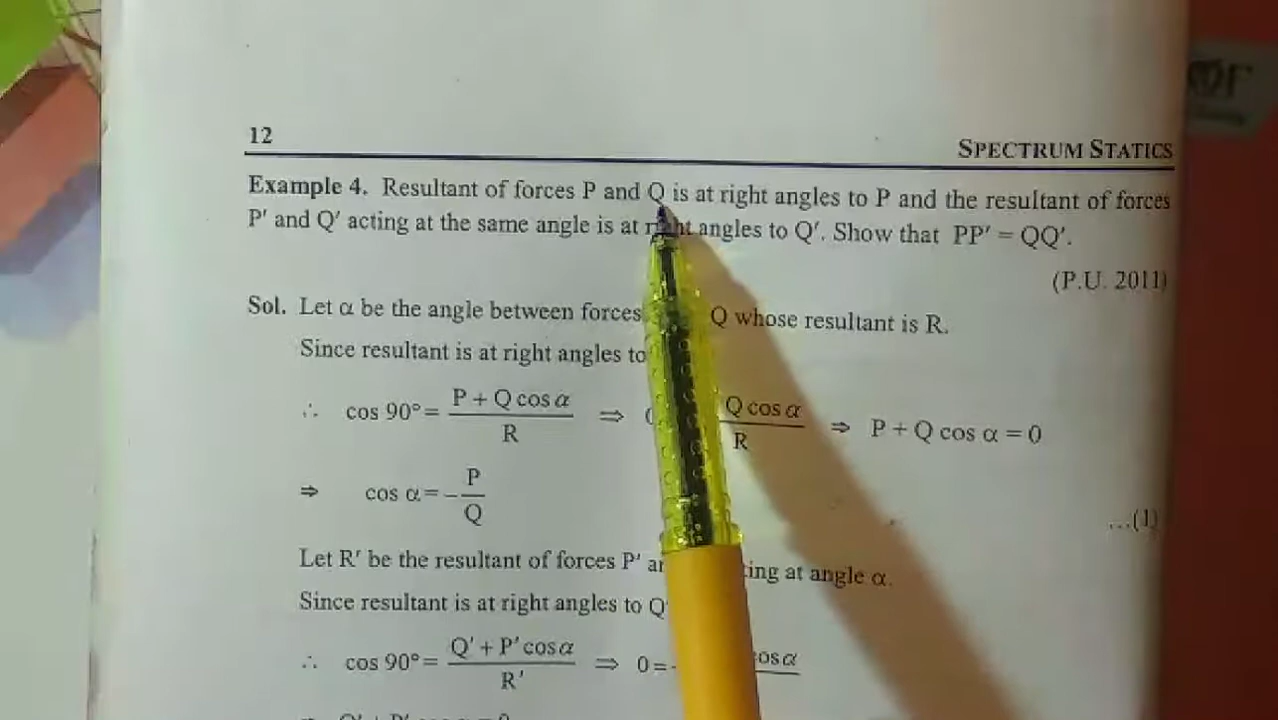 12
SPECTRUM STATICS
Example 4. Resultant of forces P and Q is at right angles to P and the resultant of forces
P' and Q' acting at the same angle is at right angles to Q'. Show that PP' = QQ'.
(P.U. 2011)
Sol. Let α be the angle between forces Q whose resultant is R.
Since resultant is at right angles to
∴ cos 90° = P + Q cos α / R ⇒ Q cos α / R ⇒ P + Q cos α = 0
⇒ cos α = - P / Q
...(1)
Let R' be the resultant of forces P' at angle α.
Since resultant is at right angles to Q'
∴ cos 90° = Q' + P' cos α / R' ⇒ 0 =